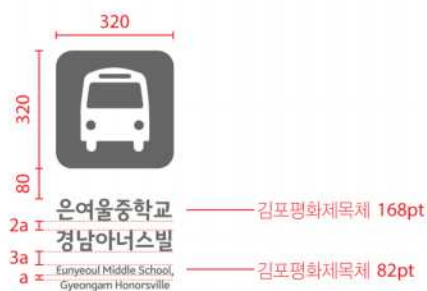 320
320
80
은여울중학교
김포평화제목체 168pt
2a
경남아너스빌
3a
Eunyeoul Middle School,
김포평화제목체 82pt
a
Gyeongam Honorsville